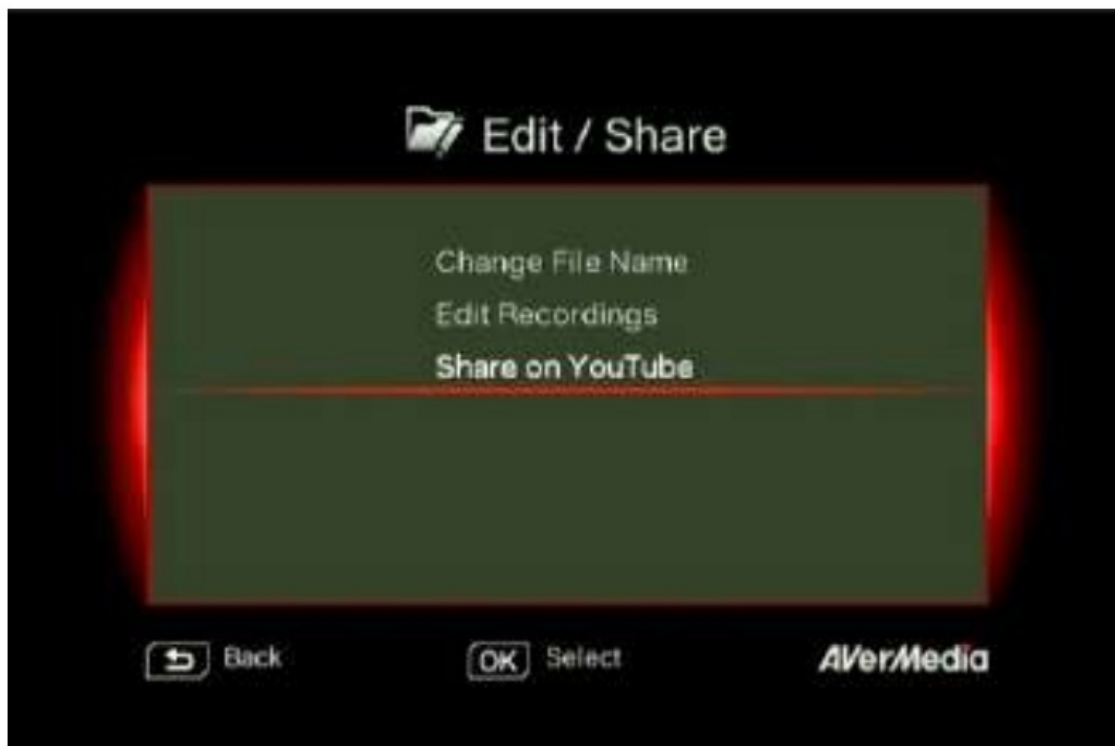 Edit / Share
Change File Name
Edit Recordings
Share on YouTube
Back
OK Select
AVerMedia